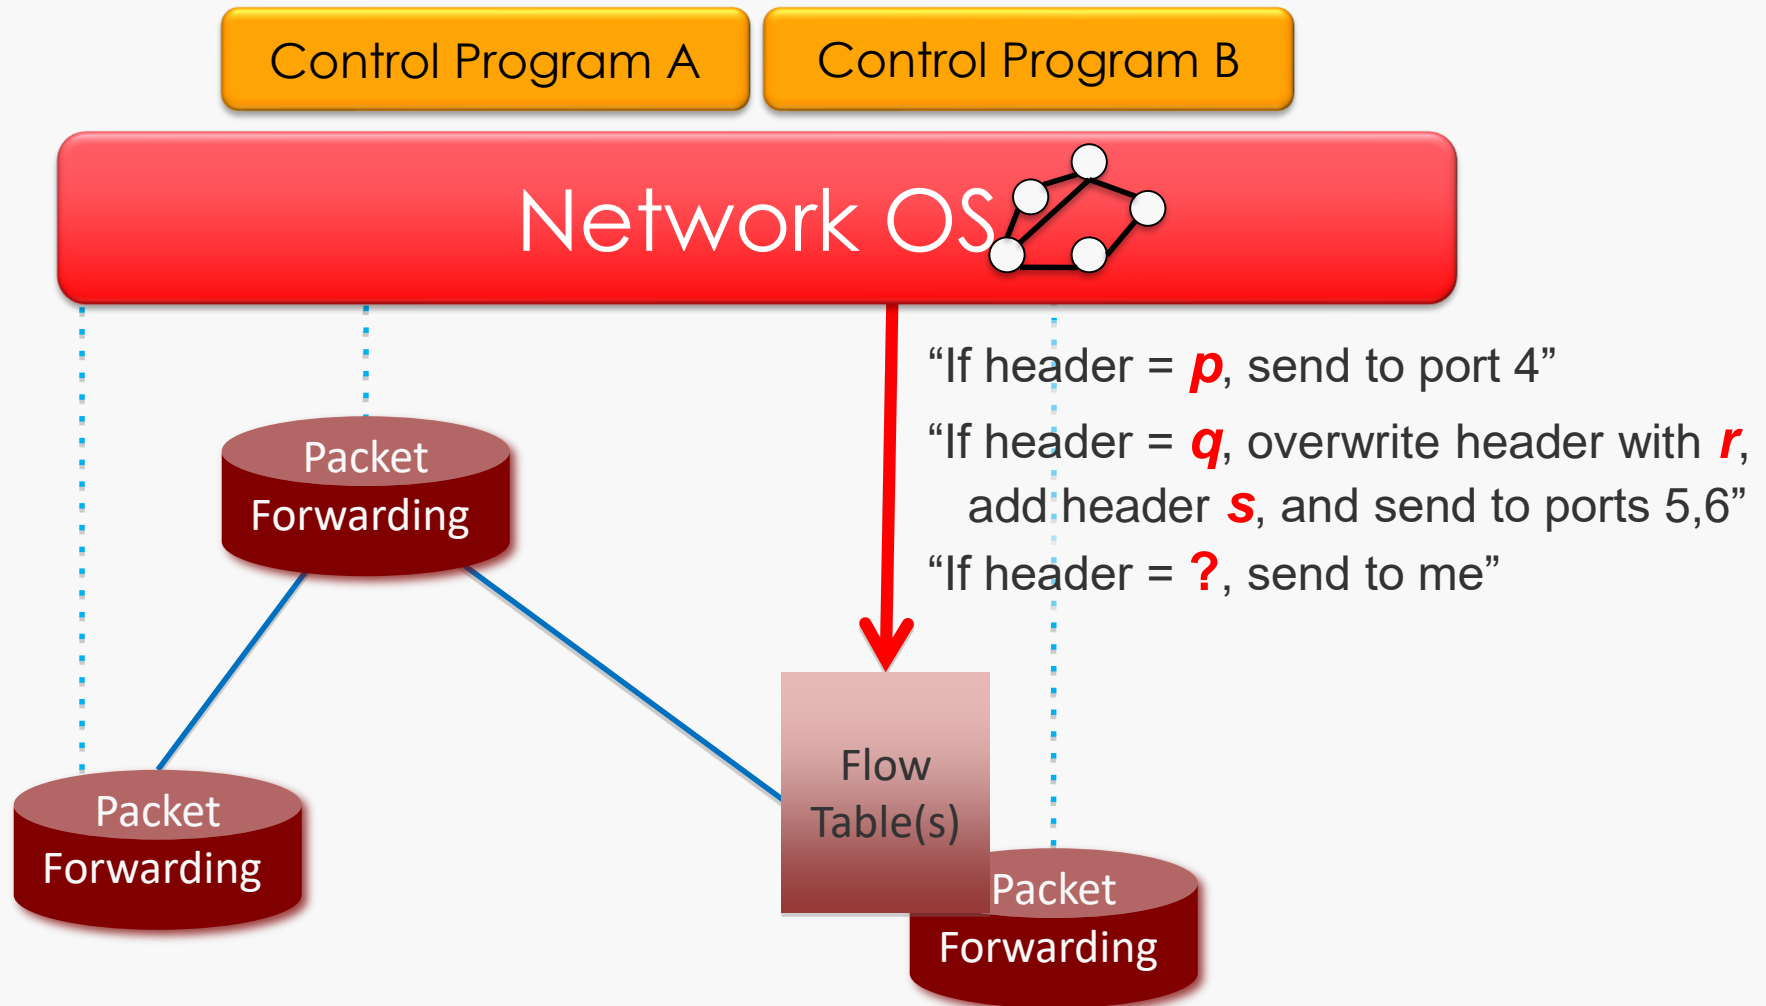 Control Program A
Control Program B
Network OS
“If header = p, send to port 4”
“If header = q, overwrite header with r,
add header s, and send to ports 5,6”
“If header = ?, send to me”
Packet
Forwarding
Flow
Table(s)
Packet
Forwarding
Packet
Forwarding